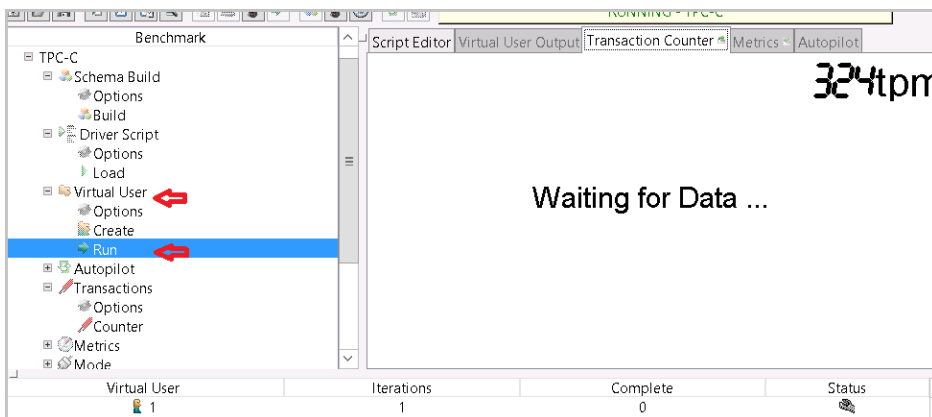 RUNNING - TPC-C
Benchmark
Script Editor Virtual User Output Transaction Counter Metrics Autopilot
TPC-C
Schema Build
Options
Build
Driver Script
Options
Load
Virtual User
Options
Create
Run
Autopilot
Transactions
Options
Counter
Metrics
Mode
324tpm
Waiting for Data ...
Virtual User Iterations Complete Status
1 1 0